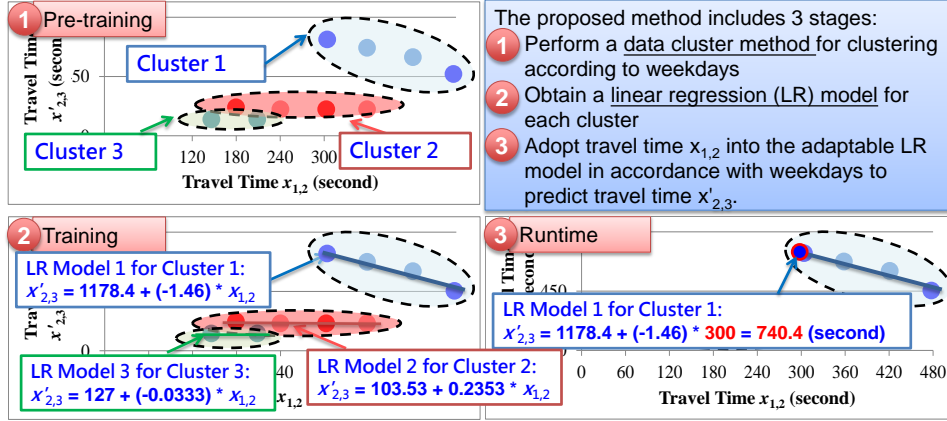 1 Pre-training
Travel Time
x'2,3 (second)
50
0
Cluster 1
Cluster 3
Cluster 2
120 180 240 300
Travel Time x1,2 (second)
The proposed method includes 3 stages:
1 Perform a data cluster method for clustering
according to weekdays
2 Obtain a linear regression (LR) model for
each cluster
3 Adopt travel time x1,2 into the adaptable LR
model in accordance with weekdays to
predict travel time x'2,3.
2 Training
Travel Time
x'2,3
0
LR Model 1 for Cluster 1:
x'2,3 = 1178.4 + (-1.46) * x1,2
LR Model 3 for Cluster 3:
x'2,3 = 127 + (-0.0333) * x1,2
LR Model 2 for Cluster 2:
x'2,3 = 103.53 + 0.2353 * x1,2
x1,2
3 Runtime
450
LR Model 1 for Cluster 1:
x'2,3 = 1178.4 + (-1.46) * 300 = 740.4 (second)
0 60 120 180 240 300 360 420 480
Travel Time x1,2 (second)